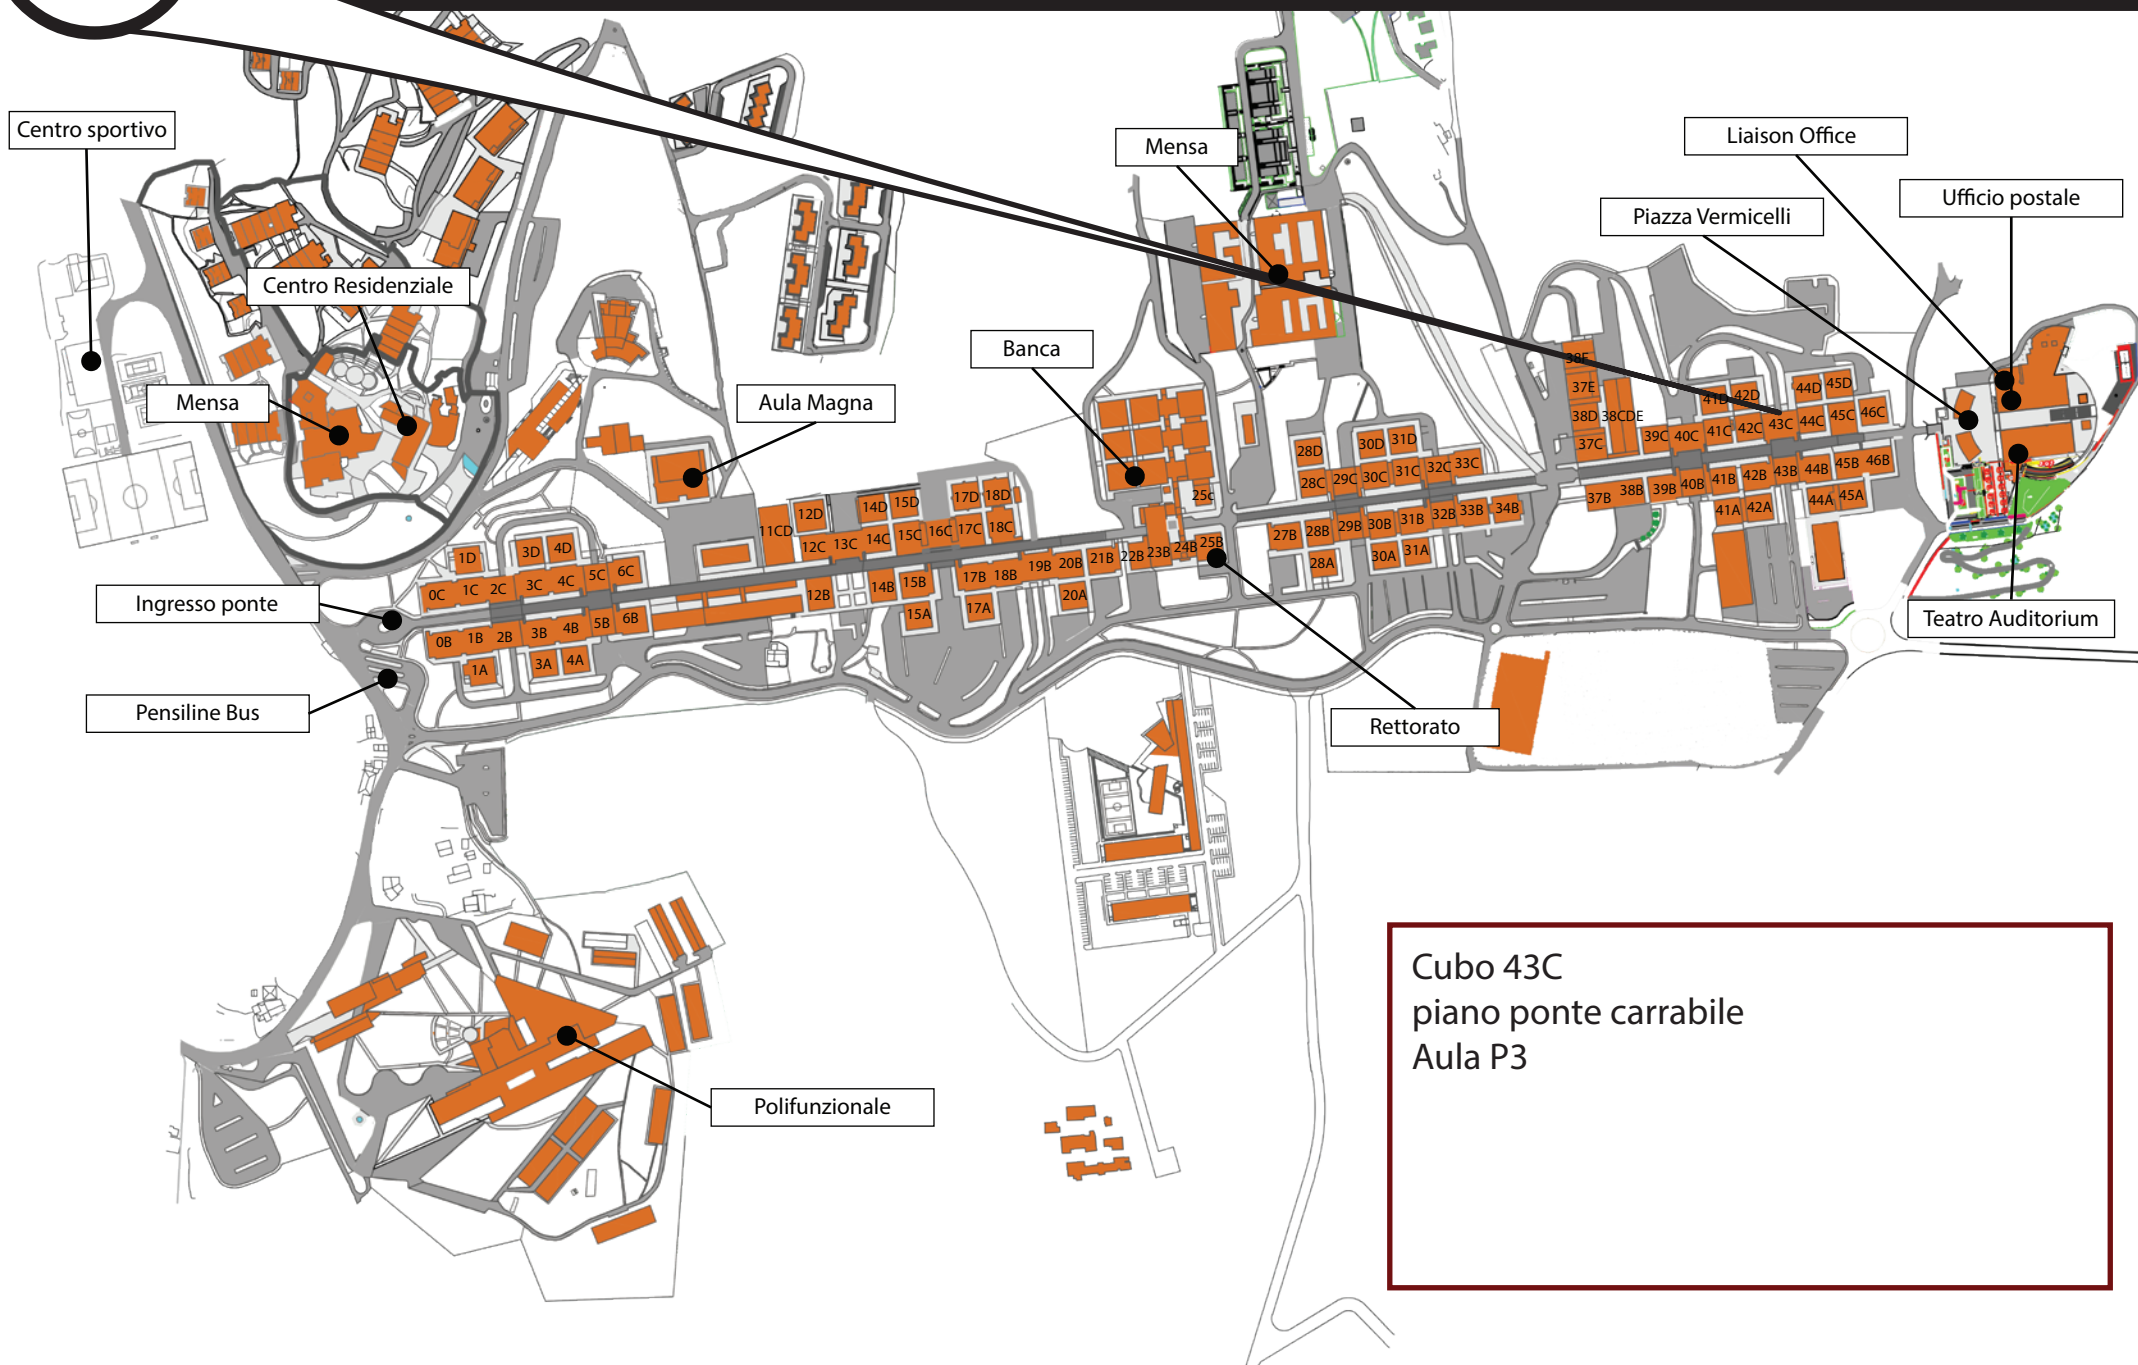 Centro sportivo
Mensa
Liaison Office
Ufficio postale
Piazza Vermicelli
Centro Residenziale
Banca
Mensa
Aula Magna
38F
37E
38D
38CDE
37C
39C
40C
41C
42C
43C
44C
45C
46C
41D
42D
44D
45D
28D
30D
31D
28C
29C
30C
31C
32C
33C
25c
37B
38B
39B
40B
41B
42B
43B
44B
45B
46B
41A
42A
44A
45A
27B
28B
29B
30B
31B
32B
33B
34B
28A
30A
31A
11CD
12D
14D
15D
17D
18D
12C
13C
14C
15C
16C
17C
18C
12B
14B
15B
17B
18B
19B
20B
21B
22B
23B
24B
25B
15A
17A
20A
1D
3D
4D
0C
1C
2C
3C
4C
5C
6C
0B
1B
2B
3B
4B
5B
6B
1A
3A
4A
Ingresso ponte
Teatro Auditorium
Pensiline Bus
Rettorato
Cubo 43C
piano ponte carrabile
Aula P3
Polifunzionale